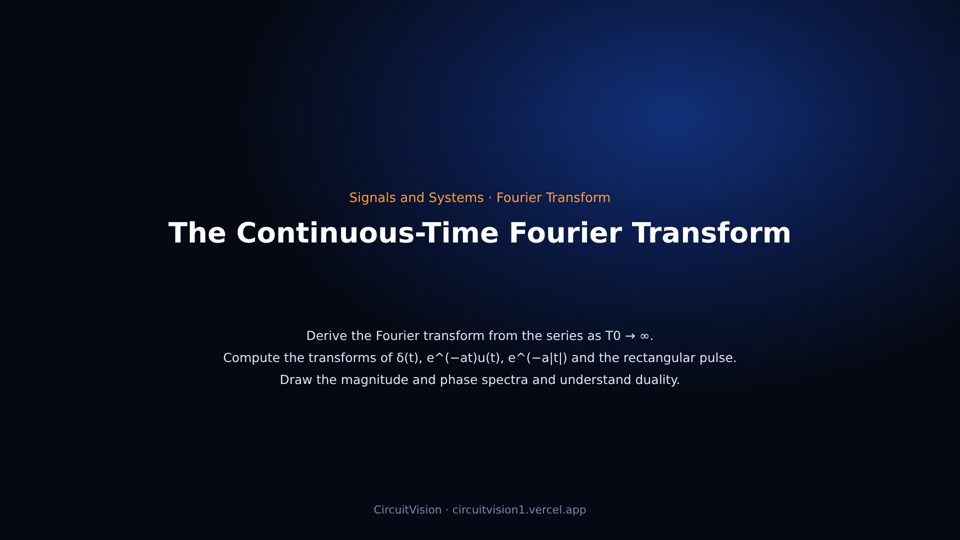 Signals and Systems · Fourier Transform
The Continuous-Time Fourier Transform
Derive the Fourier transform from the series as T0 → ∞.
Compute the transforms of δ(t), e^(−at)u(t), e^(−a|t|) and the rectangular pulse.
Draw the magnitude and phase spectra and understand duality.
CircuitVision · circuitvision1.vercel.app